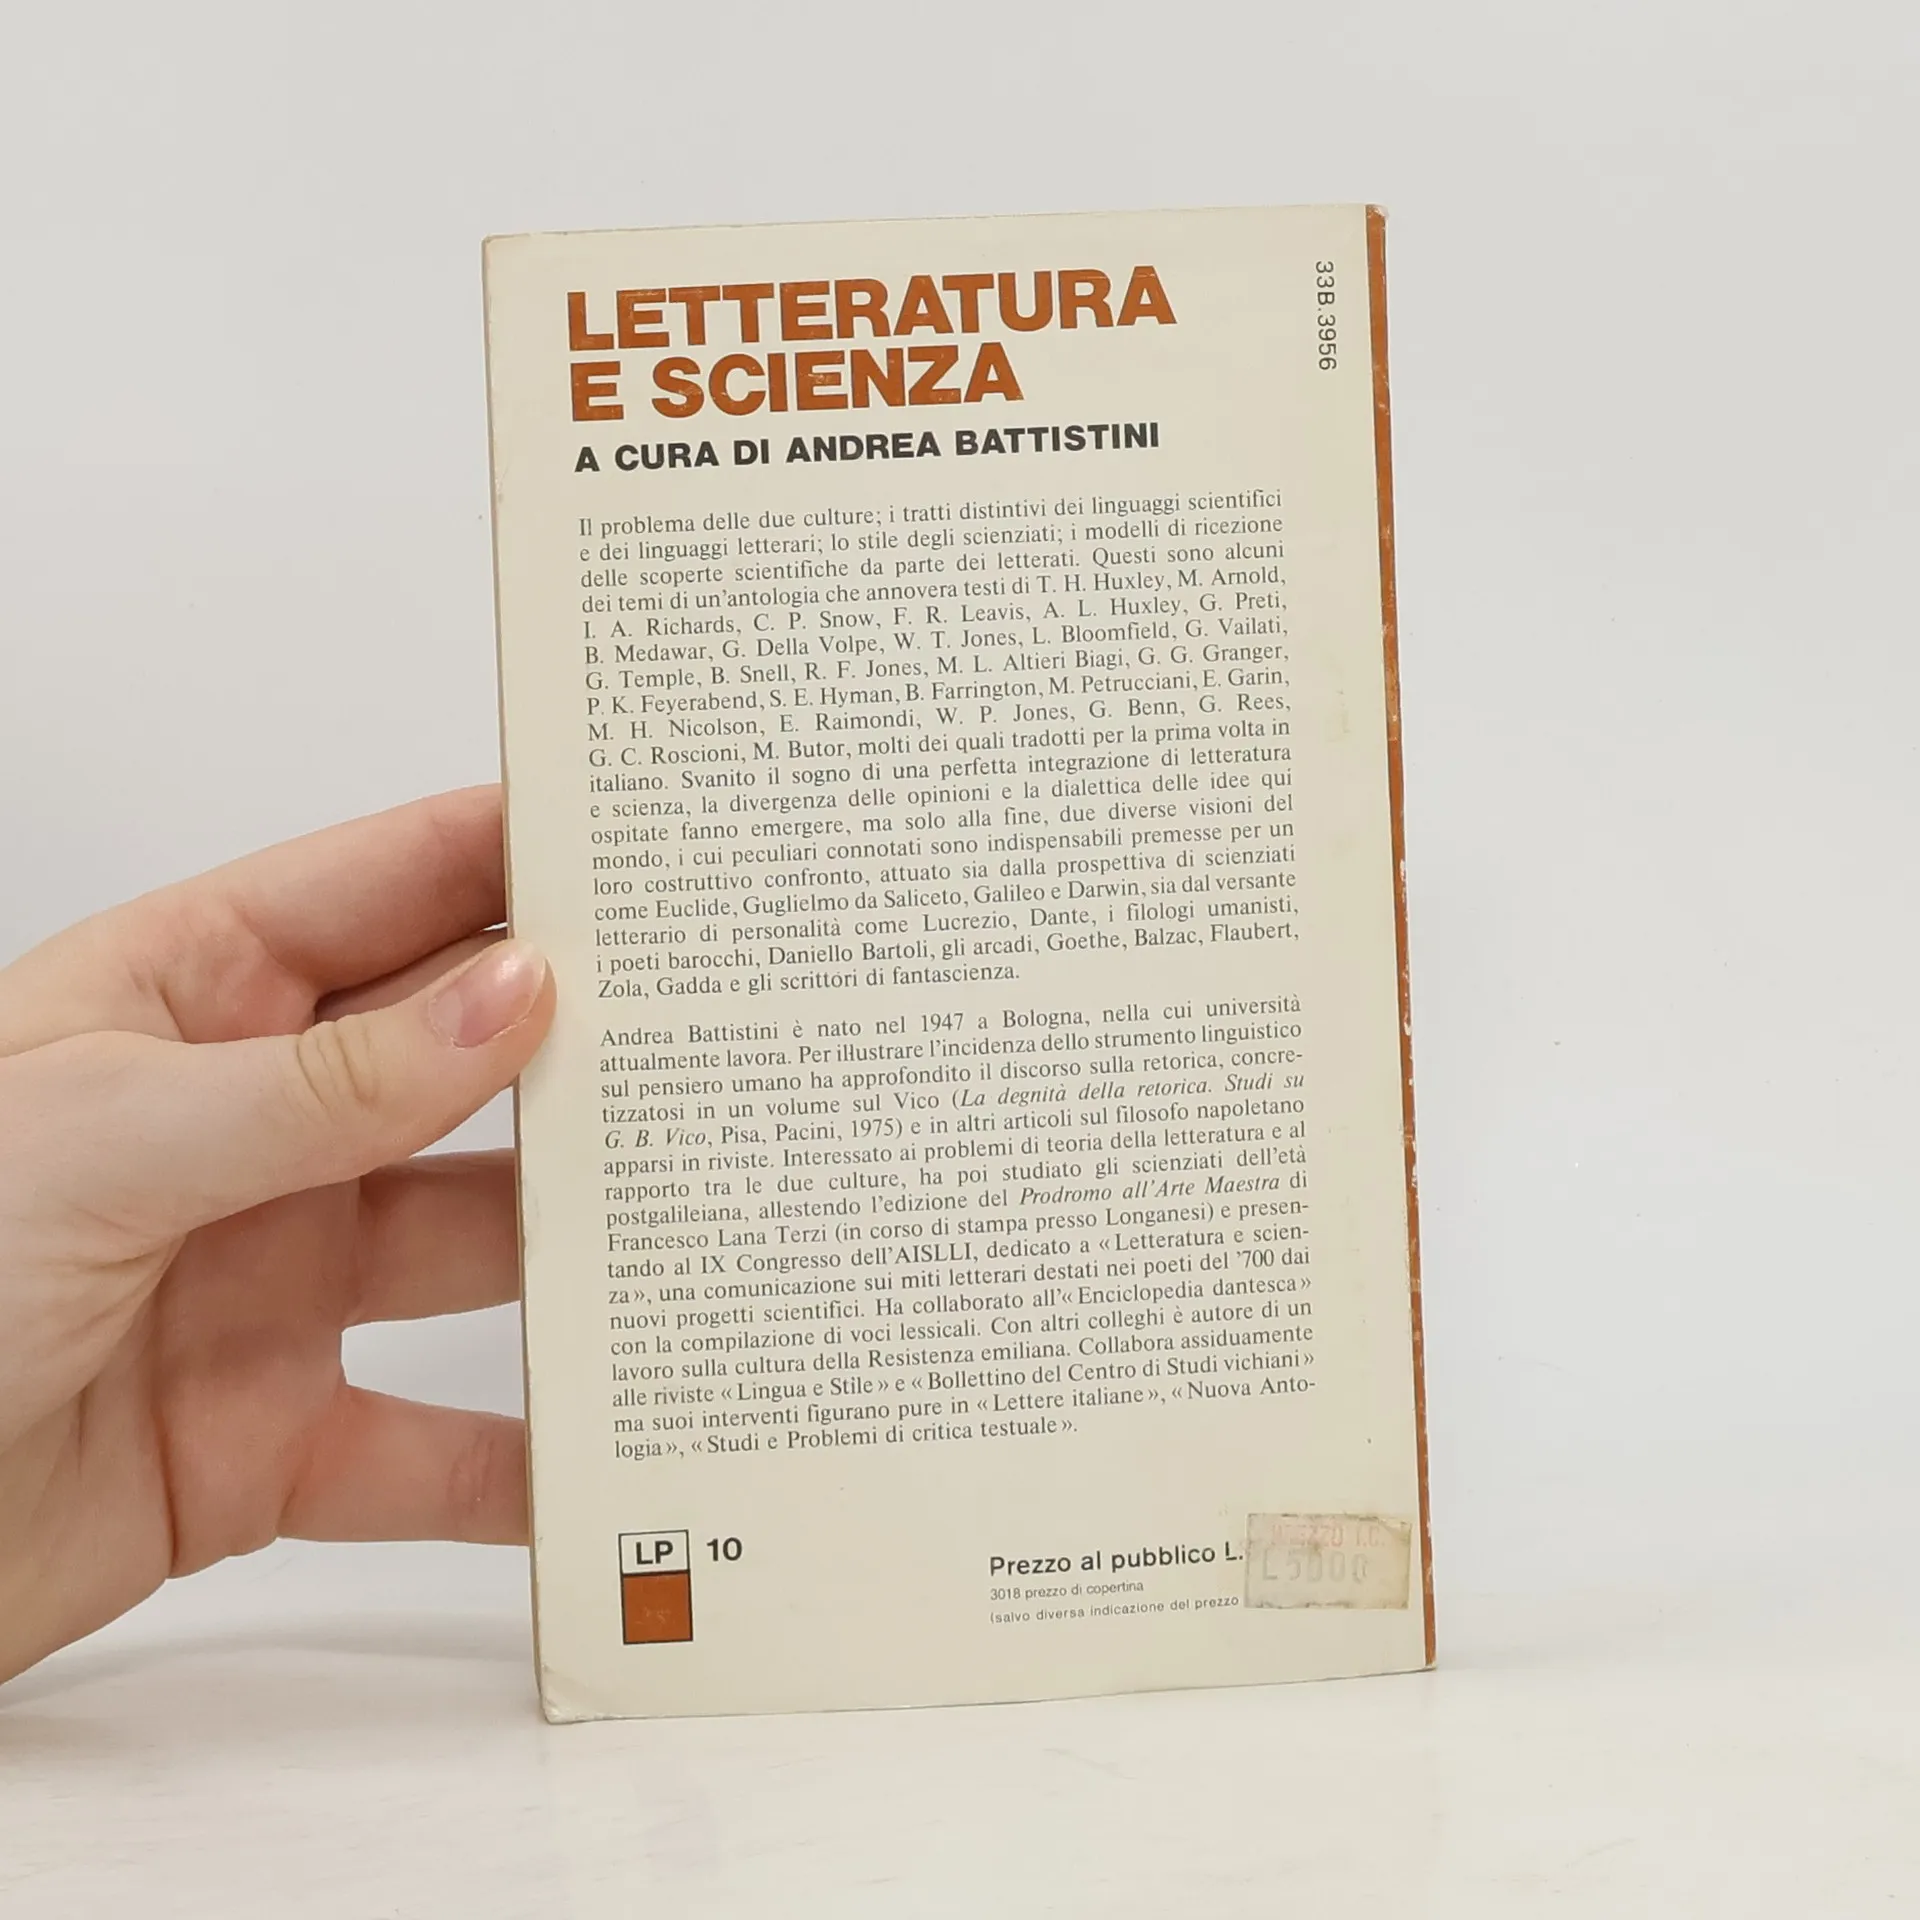 LETTERATURA
E SCIENZA
A CURA DI ANDREA BATTISTINI
33B.3956
Il problema delle due culture; i tratti distintivi dei linguaggi scientifici
e dei linguaggi letterari; lo stile degli scienziati; i modelli di ricezione
delle scoperte scientifiche da parte dei letterati. Questi sono alcuni
dei temi di un'antologia che annovera testi di T. H. Huxley, M. Arnold,
I. A. Richards, C. P. Snow, F. R. Leavis, A. L. Huxley, G. Preti,
B. Medawar, G. Della Volpe, W. T. Jones, L. Bloomfield, G. Vailati,
G. Temple, B. Snell, R. F. Jones, M. L. Altieri Biagi, G. G. Granger,
P. K. Feyerabend, S. E. Hyman, B. Farrington, M. Petrucciani, E. Garin,
M. H. Nicolson, E. Raimondi, W. P. Jones, G. Benn, G. Rees,
G. C. Roscioni, M. Butor, molti dei quali tradotti per la prima volta in
italiano. Svanito il sogno di una perfetta integrazione di letteratura
e scienza, la divergenza delle opinioni e la dialettica delle idee qui
ospitate fanno emergere, ma solo alla fine, due diverse visioni del
mondo, i cui peculiari connotati sono indispensabili premesse per un
loro costruttivo confronto, attuato sia dalla prospettiva di scienziati
come Euclide, Guglielmo da Saliceto, Galileo e Darwin, sia dal versante
letterario di personalità come Lucrezio, Dante, i filologi umanisti,
i poeti barocchi, Daniello Bartoli, gli arcadi, Goethe, Balzac, Flaubert,
Zola, Gadda e gli scrittori di fantascienza.
Andrea Battistini è nato nel 1947 a Bologna, nella cui università
attualmente lavora. Per illustrare l'incidenza dello strumento linguistico
sul pensiero umano ha approfondito il discorso sulla retorica, concre-
tizzatosi in un volume sul Vico (La degnità della retorica. Studi su
G. B. Vico, Pisa, Pacini, 1975) e in altri articoli sul filosofo napoletano
apparsi in riviste. Interessato ai problemi di teoria della letteratura e al
rapporto tra le due culture, ha poi studiato gli scienziati dell'età
postgalileiana, allestendo l'edizione del Prodromo all'Arte Maestra di
Francesco Lana Terzi (in corso di stampa presso Longanesi) e presen-
tando al IX Congresso dell'AISLLI, dedicato a «Letteratura e scien-
za», una comunicazione sui miti letterari destati nei poeti del '700 dai
nuovi progetti scientifici. Ha collaborato all'«Enciclopedia dantesca»
con la compilazione di voci lessicali. Con altri colleghi è autore di un
lavoro sulla cultura della Resistenza emiliana. Collabora assiduamente
alle riviste «Lingua e Stile» e «Bollettino del Centro di Studi vichiani»
ma suoi interventi figurano pure in «Lettere italiane», «Nuova Anto-
logia», «Studi e Problemi di critica testuale».
LP 10
Prezzo al pubblico L.
L5000
3018 prezzo di copertina
(salvo diversa indicazione del prezzo